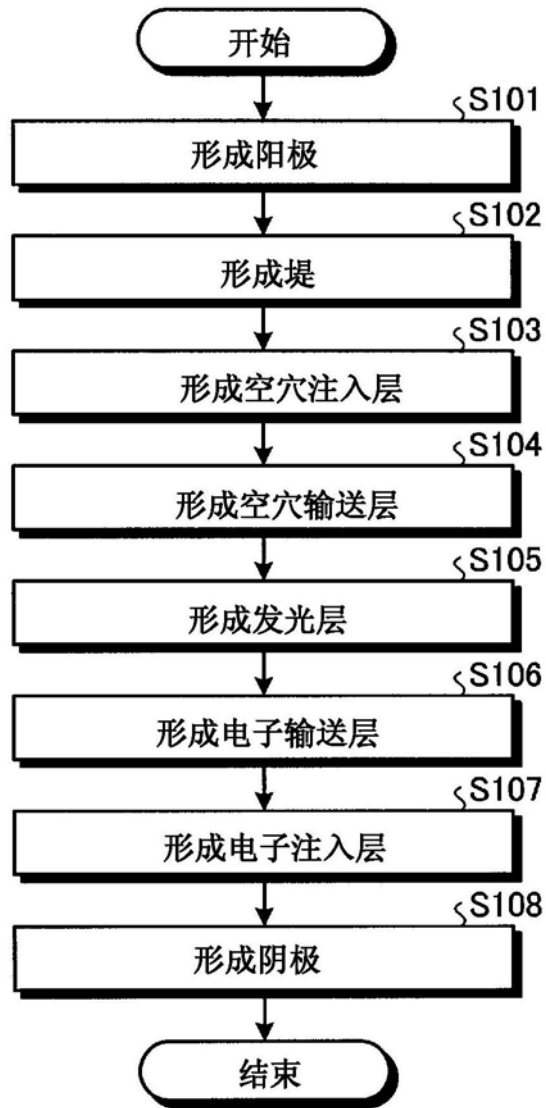 开始
S101
形成阳极
S102
形成堤
S103
形成空穴注入层
S104
形成空穴输送层
S105
形成发光层
S106
形成电子输送层
S107
形成电子注入层
S108
形成阴极
结束